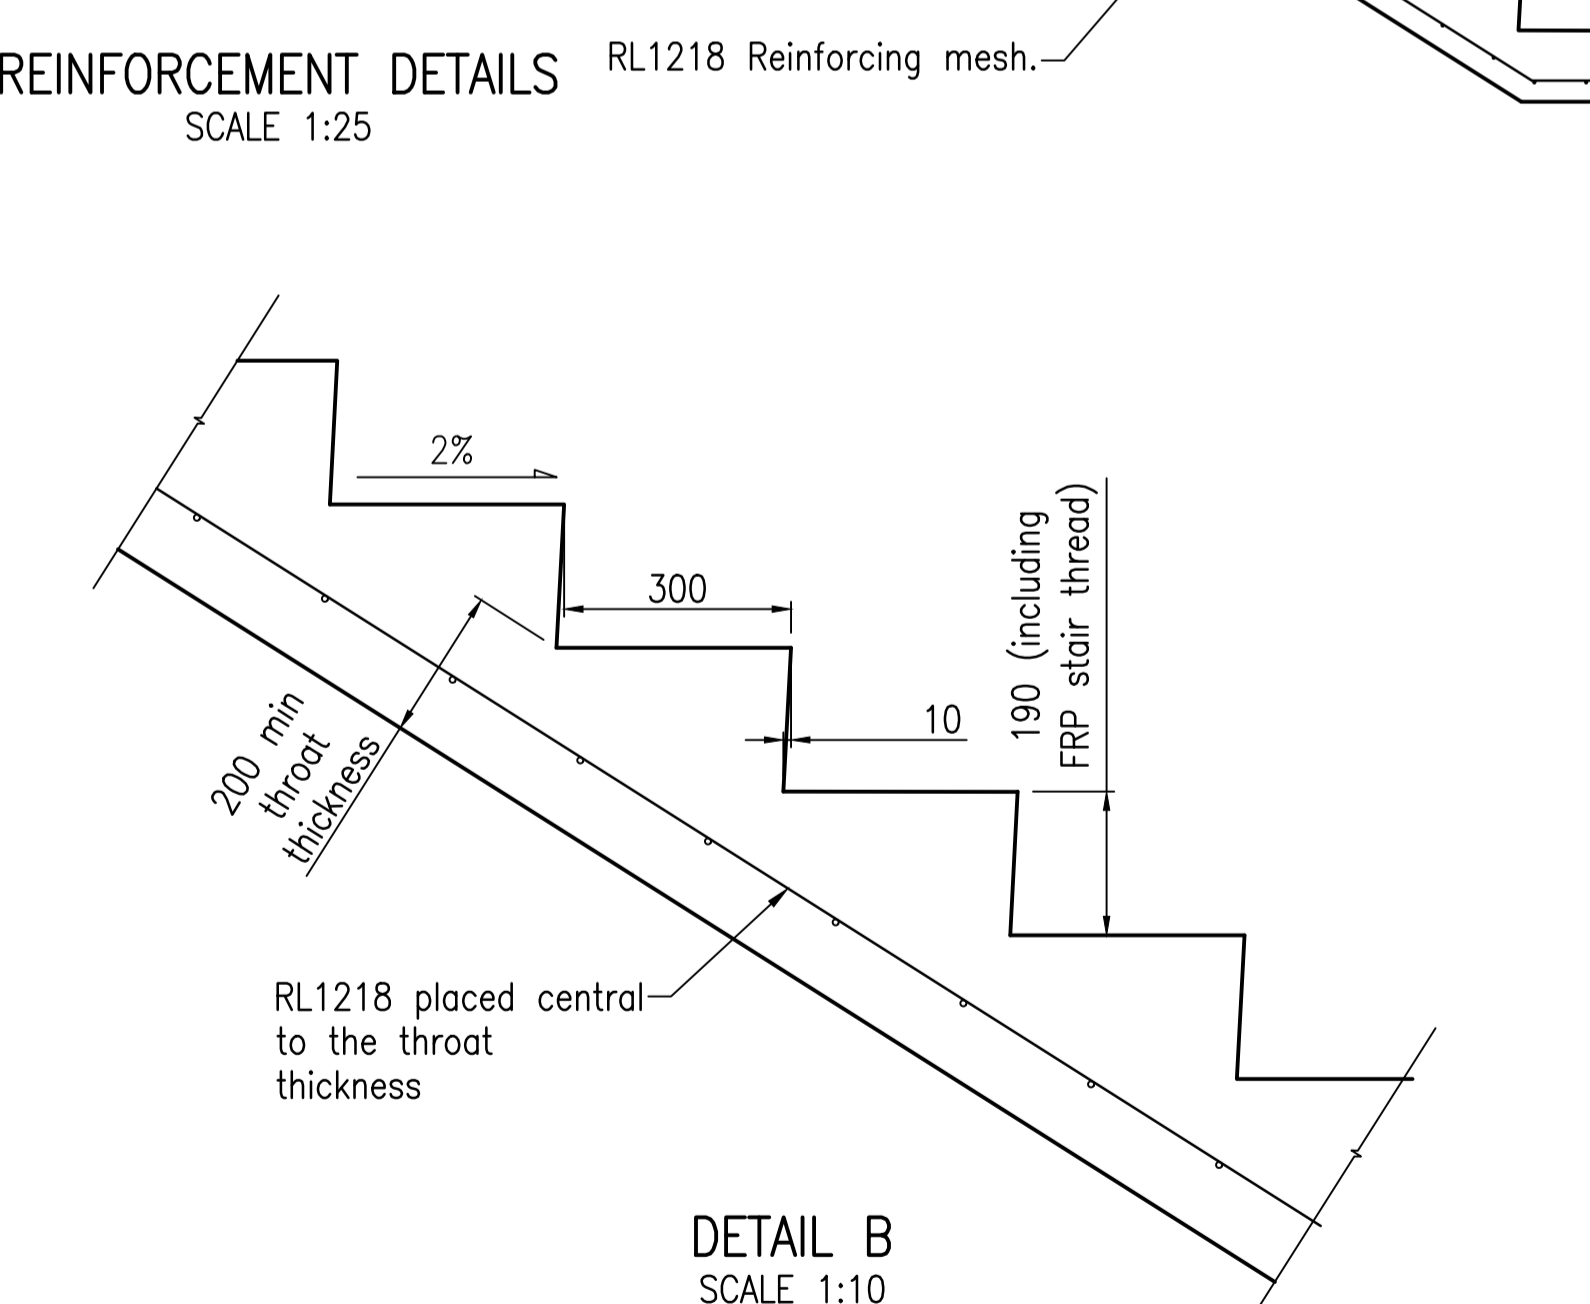 REINFORCEMENT DETAILS
SCALE 1:25
RL1218 Reinforcing mesh.
2%
300
10
190 (including
FRP stair thread)
200 min
throat
thickness
RL1218 placed central
to the throat
thickness
DETAIL B
SCALE 1:10